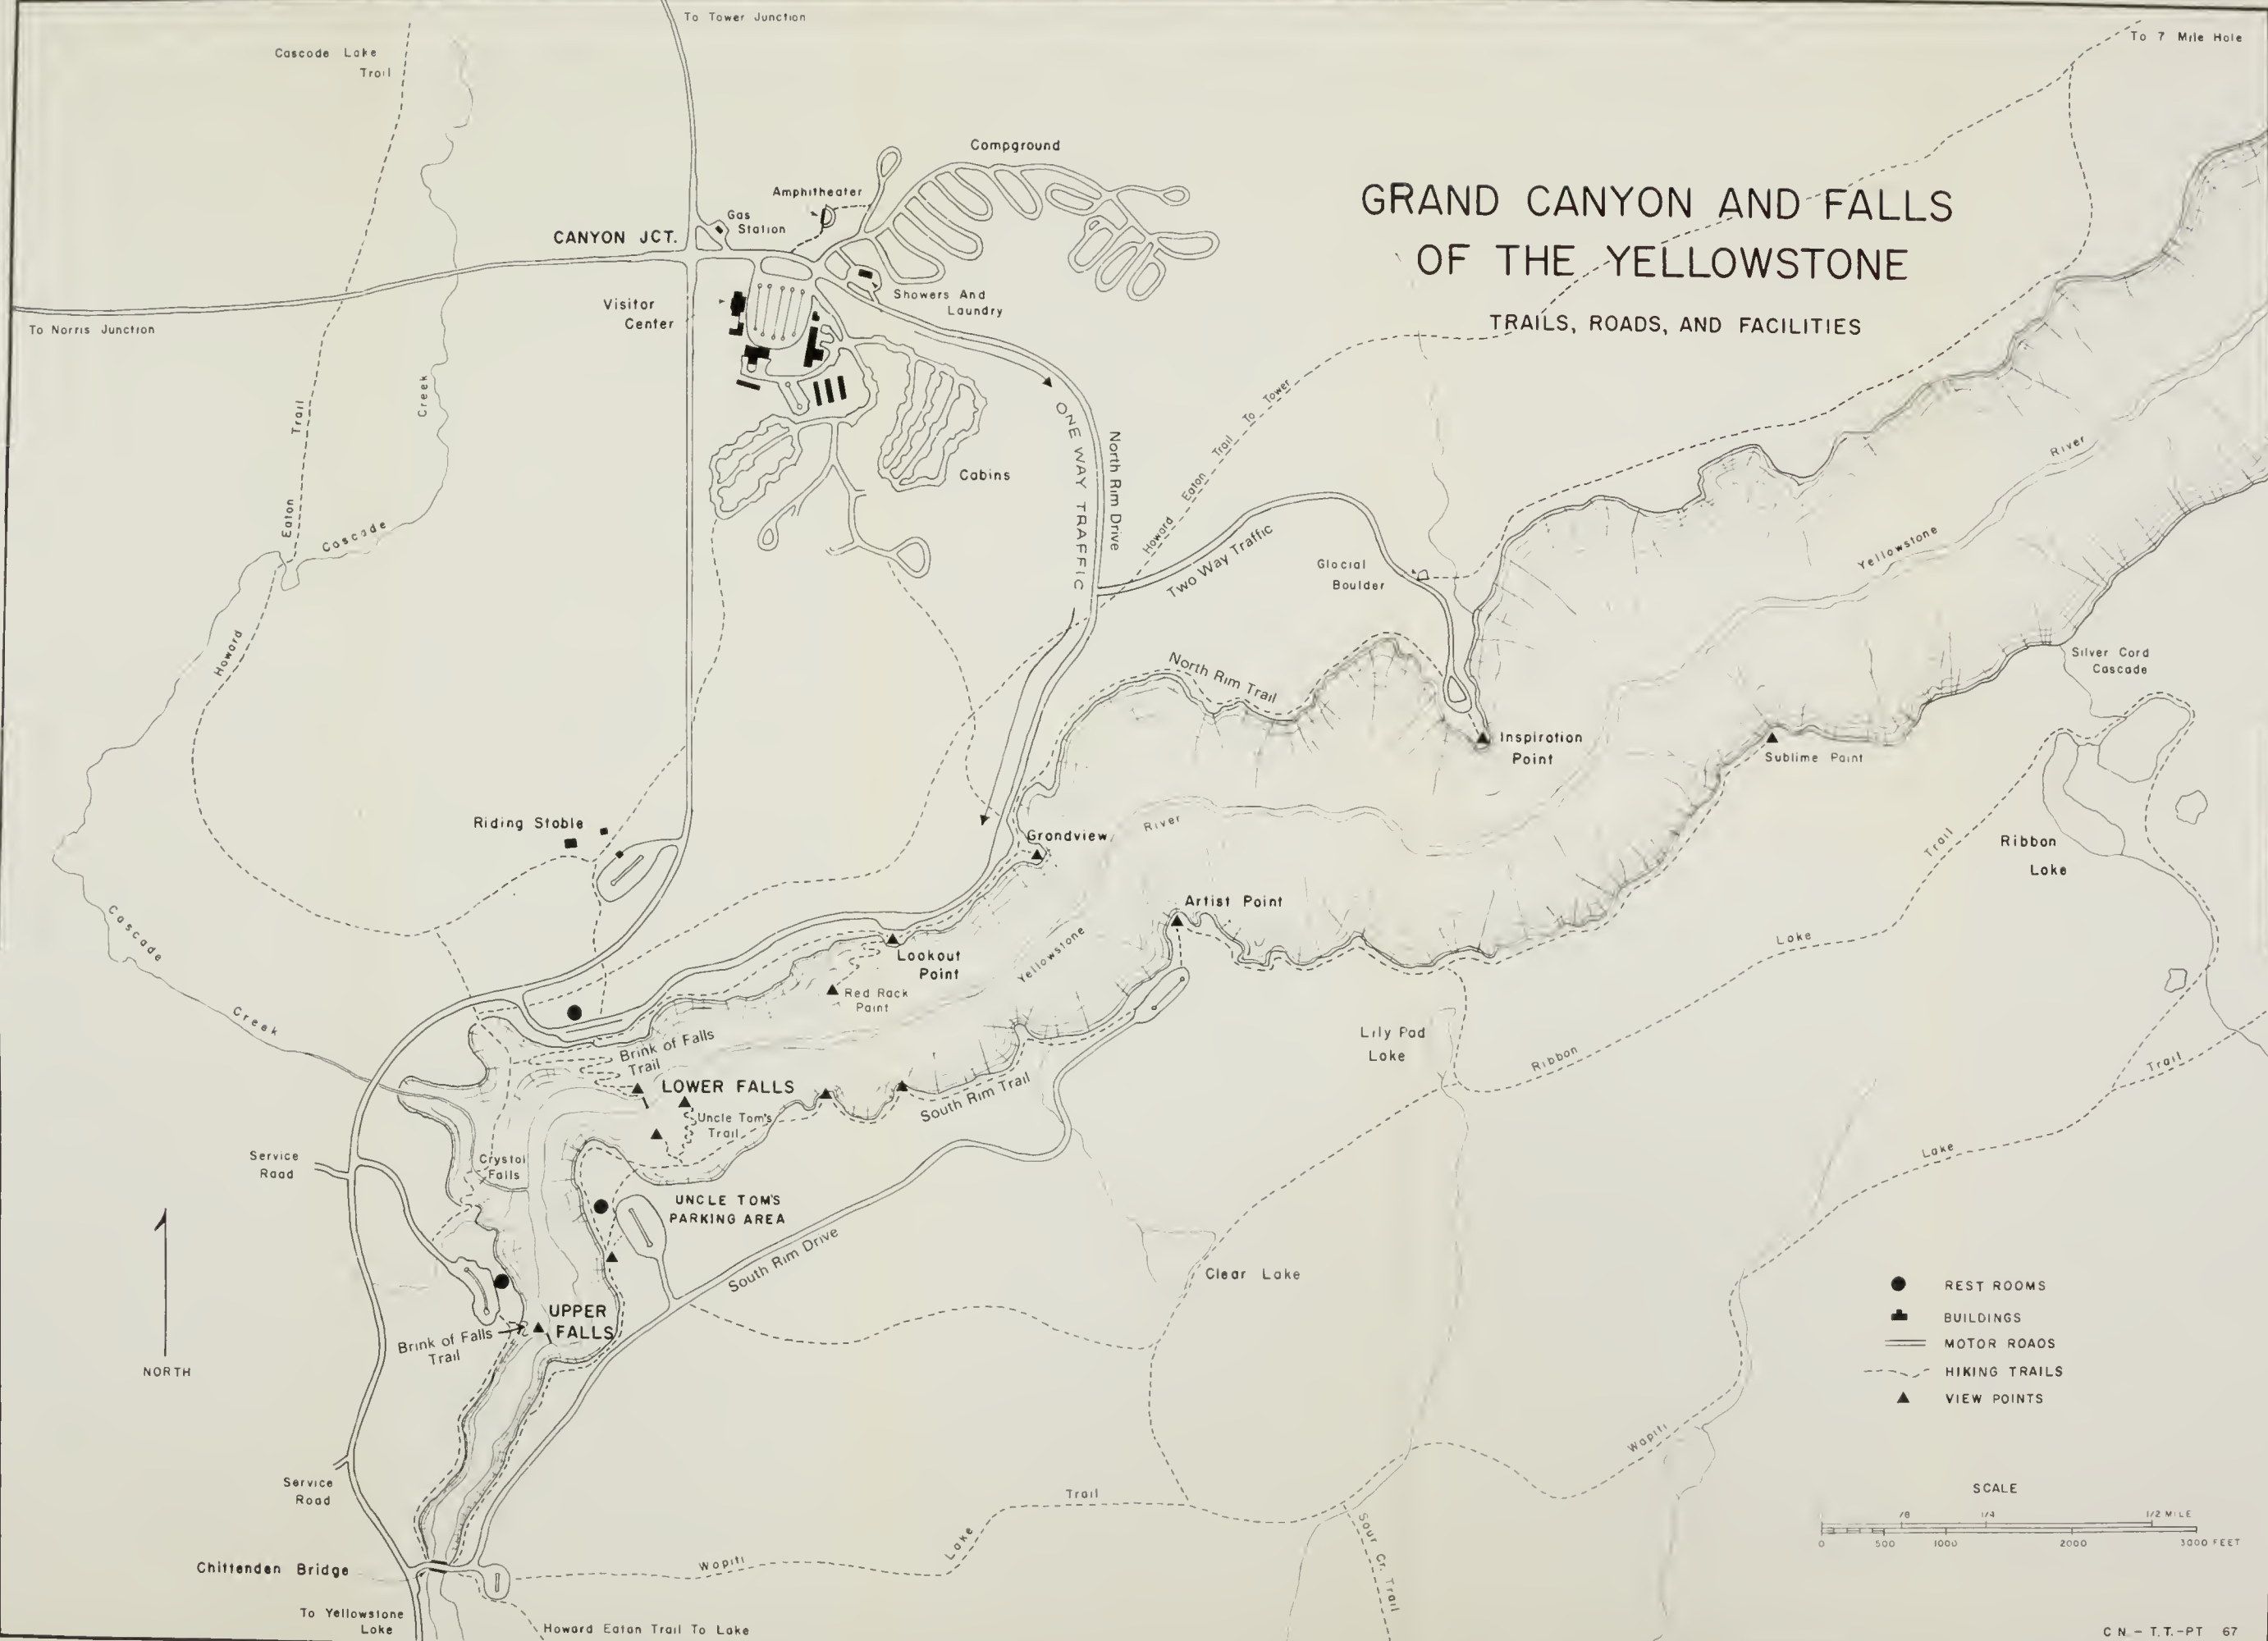 To Tower Junction
To 7 Mile Hole
Cascade Lake
Trail
Campground
Amphitheater
Gas
Station
CANYON JCT.
GRAND CANYON AND FALLS
OF THE YELLOWSTONE
TRAILS, ROADS, AND FACILITIES
Visitor
Center
Showers And
Laundry
To Norris Junction
Creek
Trail
Eaton
Howard
Cascade
Cabins
ONE WAY TRAFFIC
North Rim Drive
Howard Eaton Trail To Tower
Two Way Traffic
Glacial
Boulder
River
Yellowstone
North Rim Trail
Silver Cord
Cascade
Inspiration
Point
Sublime Point
Riding Stable
Grandview
River
Ribbon
Lake
Trail
Artist Point
Lake
Cascade
Creek
Lookout
Point
Yellowstone
Red Rock
Point
Lily Pad
Lake
Ribbon
Brink of Falls
Trail
LOWER FALLS
South Rim Trail
Uncle Tom's
Trail
Trail
Lake
Service
Road
Crystal
Falls
UNCLE TOM'S
PARKING AREA
South Rim Drive
Clear Lake
UPPER
FALLS
Brink of Falls
Trail
NORTH
REST ROOMS
BUILDINGS
MOTOR ROADS
HIKING TRAILS
VIEW POINTS
Wapiti
Service
Road
Trail
Lake
Wapiti
Sour Cr. Trail
SCALE
/8 1/4 1/2 MILE
0 500 1000 2000 3000 FEET
Chittenden Bridge
To Yellowstone
Lake
Howard Eaton Trail To Lake
C N - T.T.-PT 67